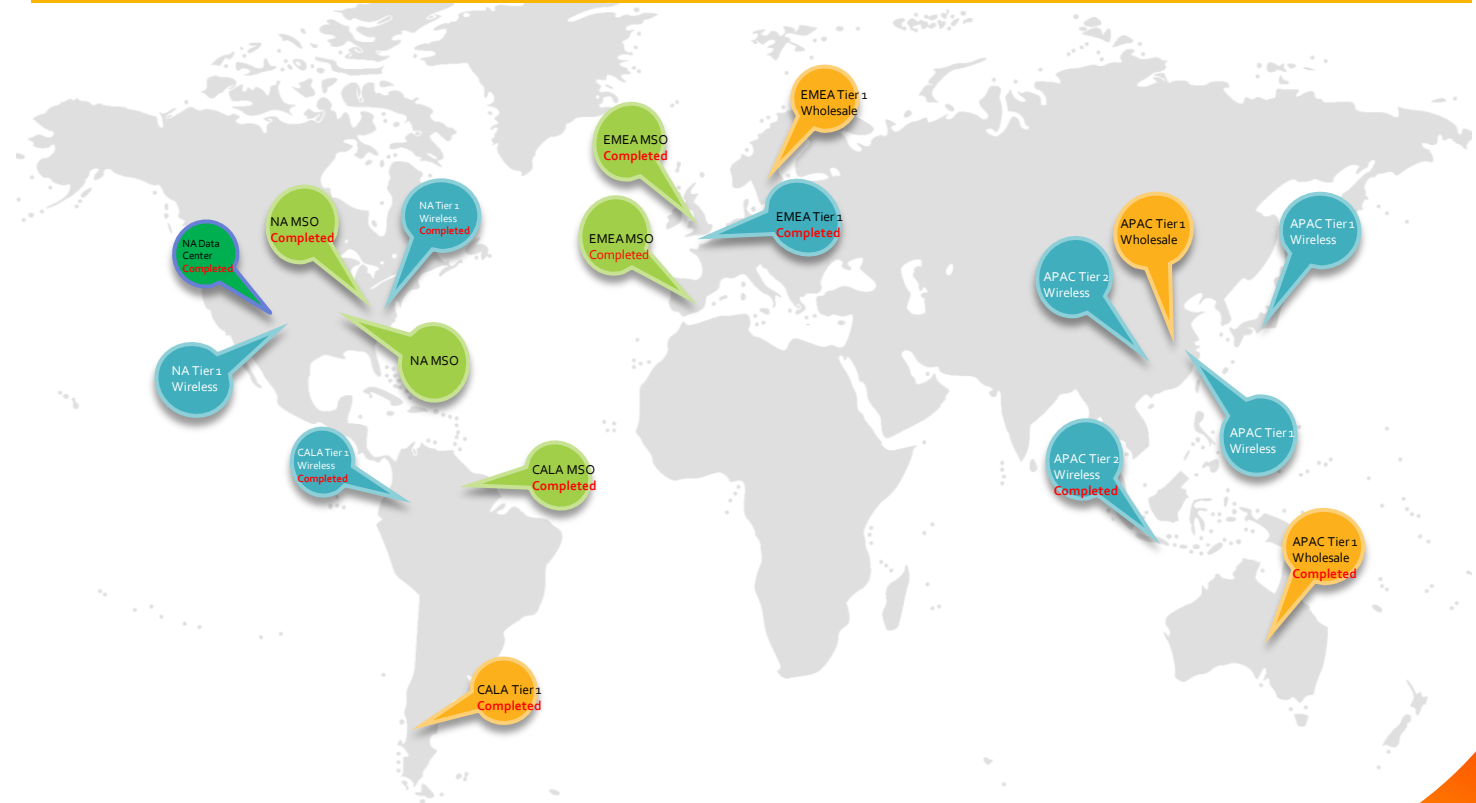 EMEA Tier 1
Wholesale
EMEA MSO
Completed
NA MSO
Completed
NA Tier 1
Wireless
Completed
EMEA Tier 1
Completed
APAC Tier 1
Wholesale
APAC Tier 1
Wireless
NA Data
Center
Completed
EMEA MSO
Completed
APAC Tier 2
Wireless
NA Tier 1
Wireless
NA MSO
APAC Tier 1
Wireless
CALA Tier 1
Wireless
Completed
CALA MSO
Completed
APAC Tier 2
Wireless
Completed
APAC Tier 1
Wholesale
Completed
CALA Tier 1
Completed